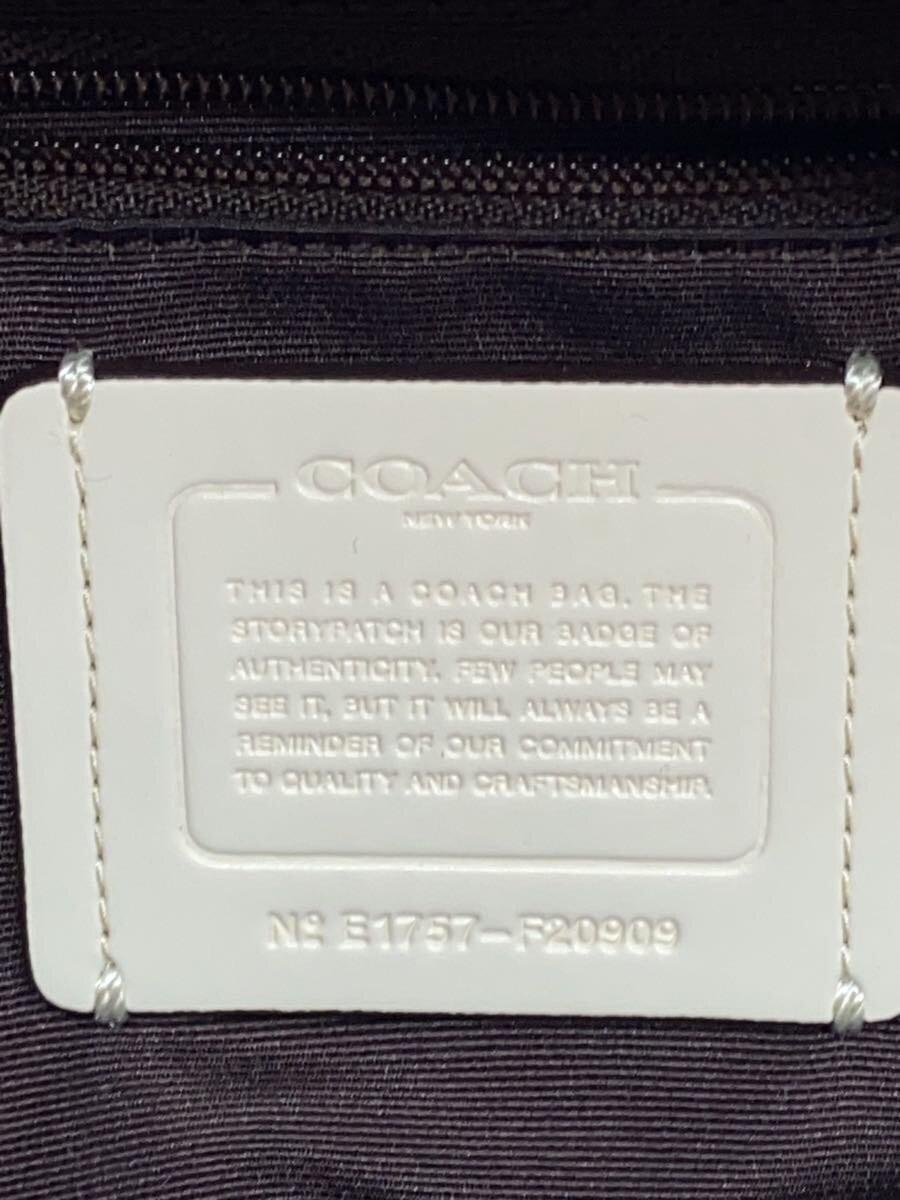 COACH
NEW YORK
THIS IS A COACH BAG. THE
STORYPATCH IS OUR BADGE OF
AUTHENTICITY. FEW PEOPLE MAY
SEE IT, BUT IT WILL ALWAYS BE A
REMINDER OF OUR COMMITMENT
TO QUALITY AND CRAFTSMANSHIP.
Nº E1757-F20909